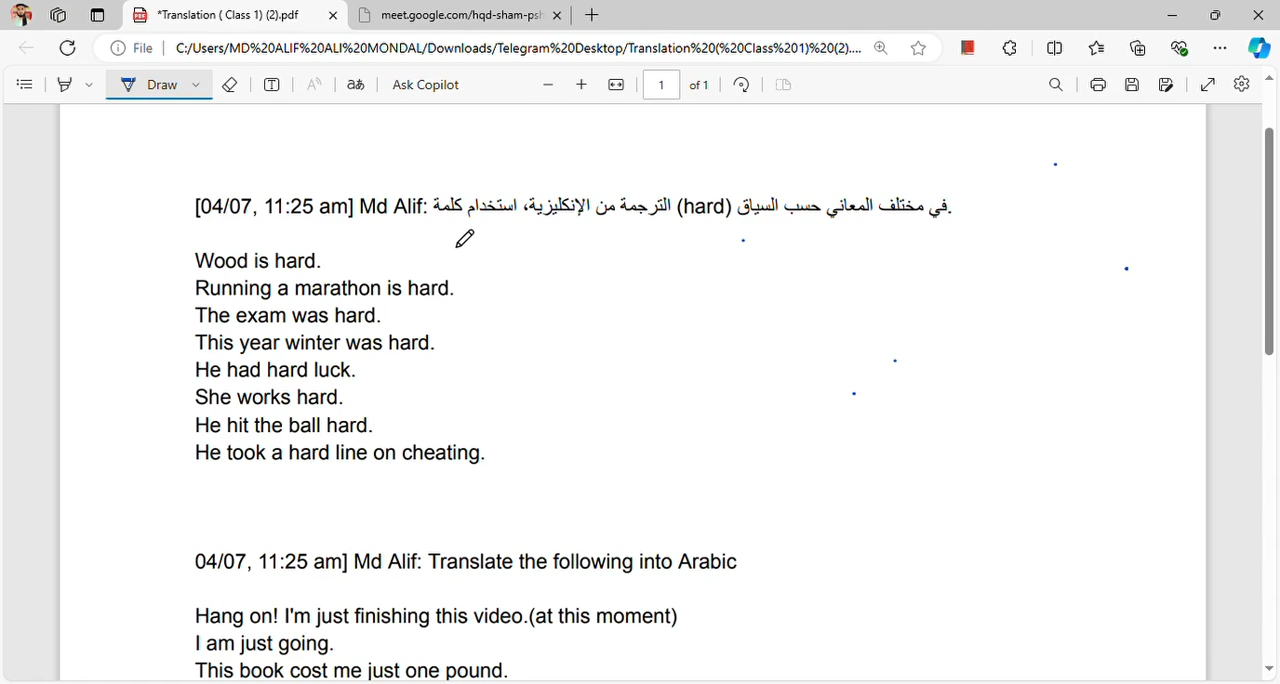 *Translation ( Class 1) (2).pdf
meet.google.com/hqd-sham-psh
File
C:/Users/MD%20ALIF%20ALI%20MONDAL/Downloads/Telegram%20Desktop/Translation%20(%20Class%201)%20(2)....
Draw
aあ
Ask Copilot
1
of 1
[04/07, 11:25 am] Md Alif: الترجمة من الإنكليزية، استخدام كلمة (hard) في مختلف المعاني حسب السياق.
Wood is hard.
Running a marathon is hard.
The exam was hard.
This year winter was hard.
He had hard luck.
She works hard.
He hit the ball hard.
He took a hard line on cheating.
04/07, 11:25 am] Md Alif: Translate the following into Arabic
Hang on! I'm just finishing this video.(at this moment)
I am just going.
This book cost me just one pound.